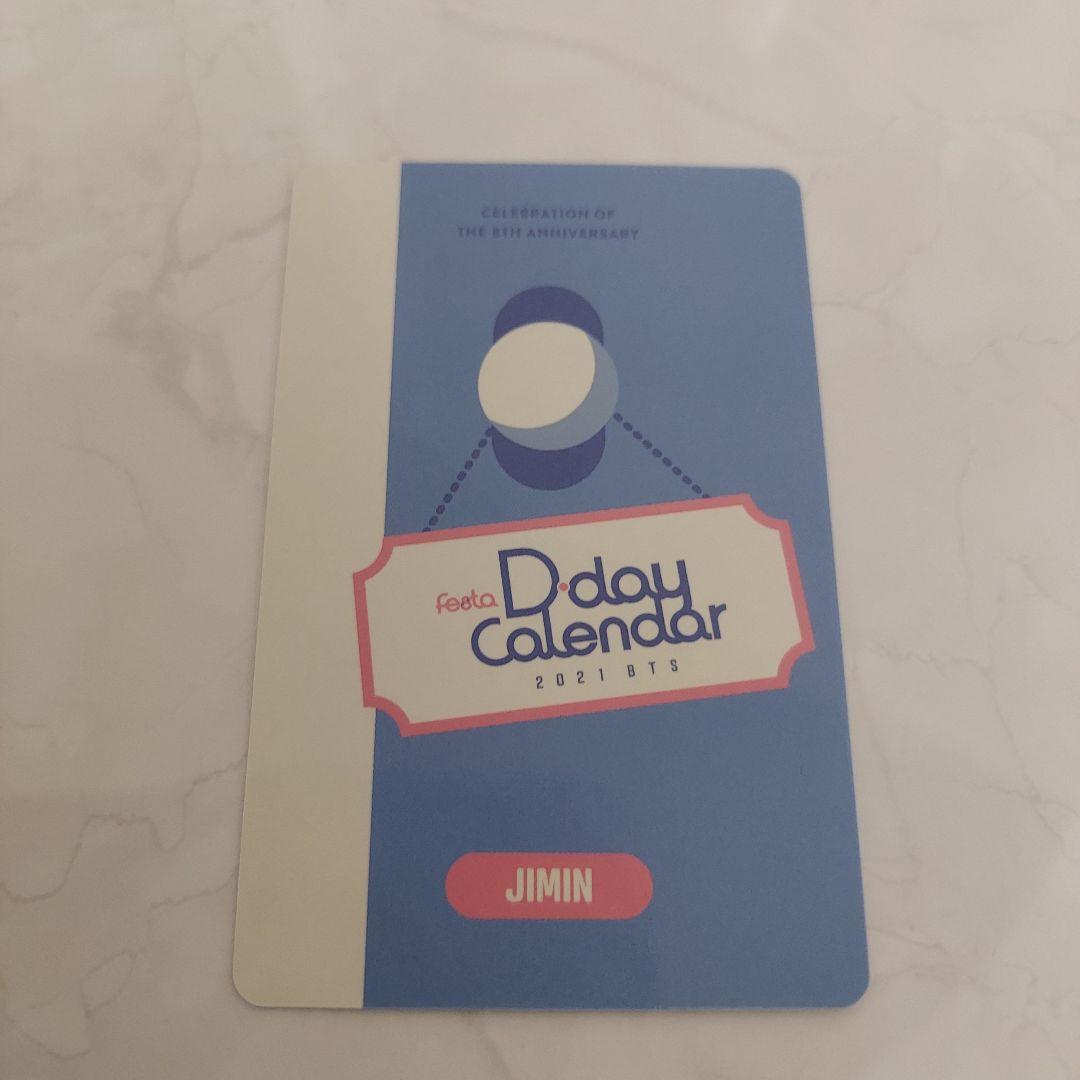 CELEBRATION OF
THE 8TH ANNIVERSARY
festa D·day
Calendar
2021 BTS
JIMIN